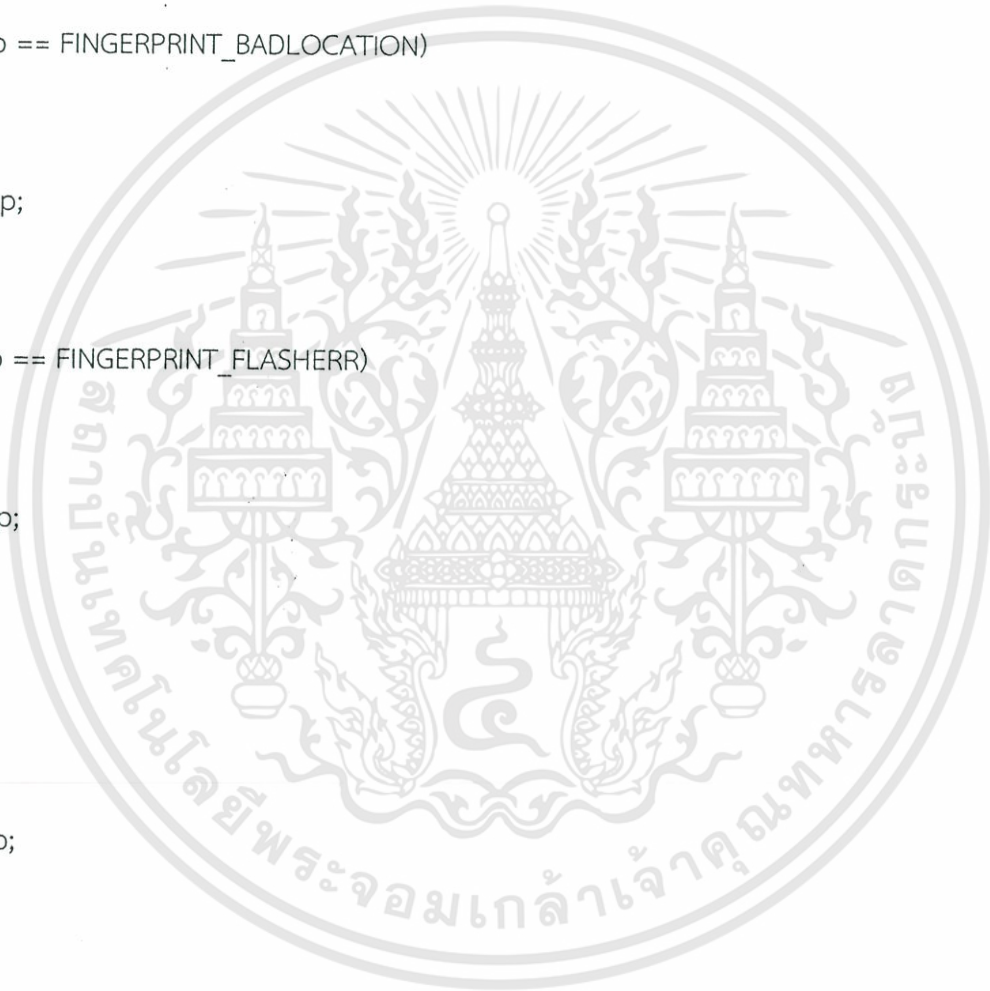 p == FINGERPRINT_BADLOCATION)
p;
p == FINGERPRINT_FLASHERR)
p;
p;
สถาบันเทคโนโลยีพระจอมเกล้าเจ้าคุณทหารลาดกระบัง